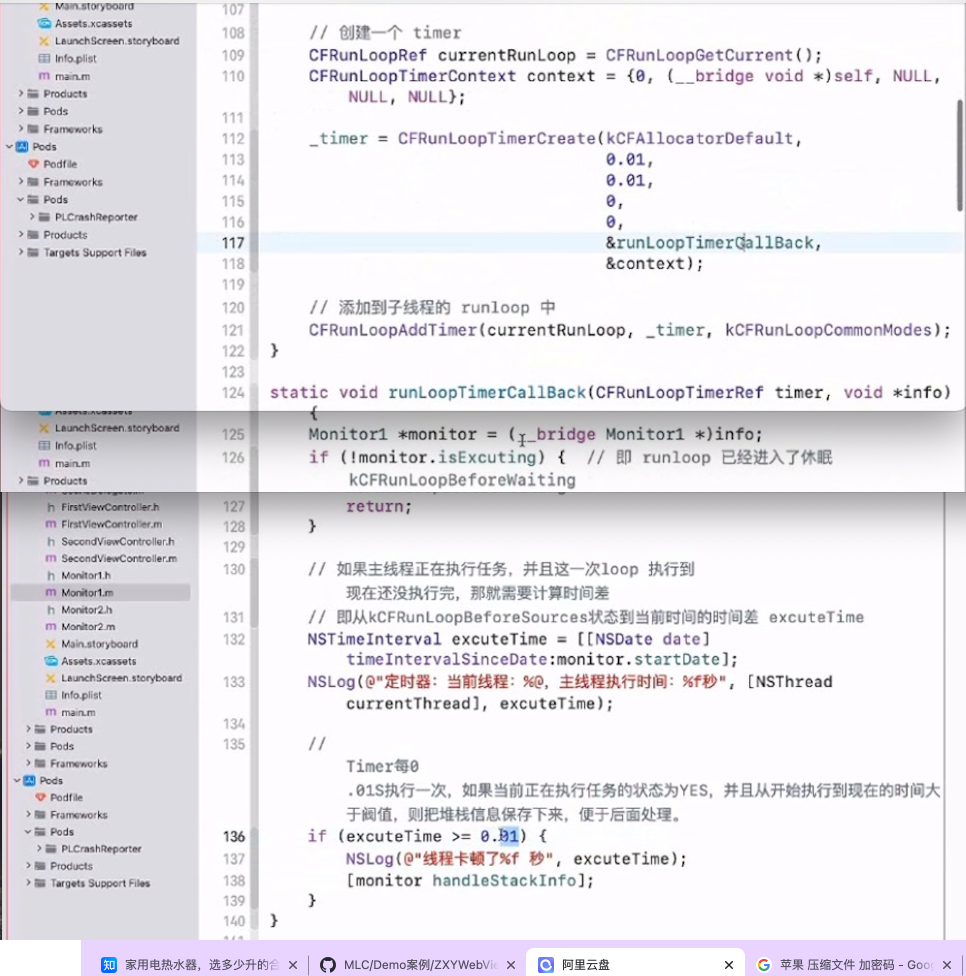 Main.storyboard
Assets.xcassets
LaunchScreen.storyboard
Info.plist
main.m
Products
Pods
Frameworks
Pods
Podfile
Frameworks
Pods
PLCrashReporter
Products
Targets Support Files
107
108 // 创建一个 timer
109 CFRunLoopRef currentRunLoop = CFRunLoopGetCurrent();
110 CFRunLoopTimerContext context = {0, (__bridge void *)self, NULL,
NULL, NULL};
111
112 _timer = CFRunLoopTimerCreate(kCFAllocatorDefault,
113 0.01,
114 0.01,
115 0,
116 0,
117 &runLoopTimerCallBack,
118 &context);
119
120 // 添加到子线程的 runloop 中
121 CFRunLoopAddTimer(currentRunLoop, _timer, kCFRunLoopCommonModes);
122 }
123
124 static void runLoopTimerCallBack(CFRunLoopTimerRef timer, void *info)
{
Assets.xcassets
LaunchScreen.storyboard
Info.plist
main.m
Products
125 Monitor1 *monitor = (__bridge Monitor1 *)info;
126 if (!monitor.isExcuting) { // 即 runloop 已经进入了休眠
kCFRunLoopBeforeWaiting
FirstViewController.h
FirstViewController.m
SecondViewController.h
SecondViewController.m
Monitor1.h
Monitor1.m
Monitor2.h
Monitor2.m
Main.storyboard
Assets.xcassets
LaunchScreen.storyboard
Info.plist
main.m
Products
Pods
Frameworks
Pods
Podfile
Frameworks
Pods
PLCrashReporter
Products
Targets Support Files
127 return;
128 }
129
130 // 如果主线程正在执行任务，并且这一次loop 执行到
现在还没执行完，那就需要计算时间差
131 // 即从kCFRunLoopBeforeSources状态到当前时间的时间差 excuteTime
132 NSTimeInterval excuteTime = [[NSDate date]
timeIntervalSinceDate:monitor.startDate];
133 NSLog(@"定时器：当前线程：%@，主线程执行时间：%f秒", [NSThread
currentThread], excuteTime);
134
135 //
Timer每0
.01S执行一次，如果当前正在执行任务的状态为YES，并且从开始执行到现在的时间大
于阀值，则把堆栈信息保存下来，便于后面处理。
136 if (excuteTime >= 0.01) {
137 NSLog(@"线程卡顿了%f 秒", excuteTime);
138 [monitor handleStackInfo];
139 }
140 }
知 家用电热水器，选多少升的合 ×
MLC/Demo案例/ZXYWebVie ×
阿里云盘 ×
苹果 压缩文件 加密码 - Goo ×